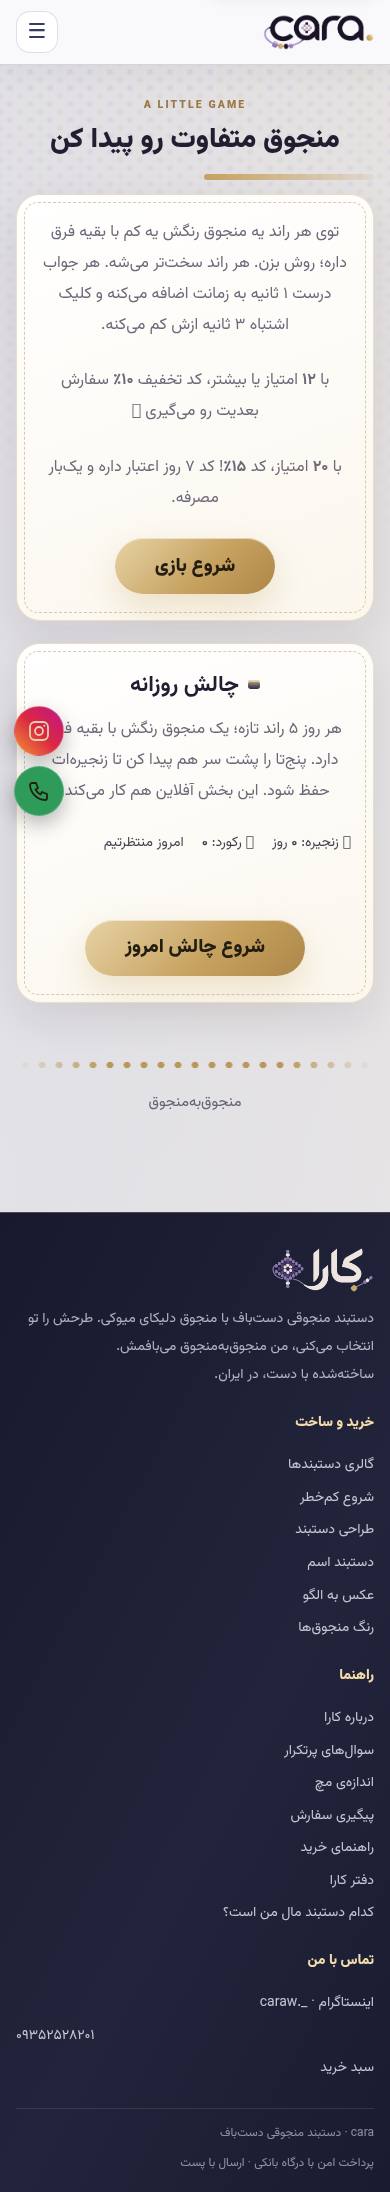 cara.
☰
A LITTLE GAME
منجوق متفاوت رو پیدا کن
توی هر راند یه منجوق رنگش یه کم با بقیه فرق
داره؛ روش بزن. هر راند سخت‌تر می‌شه. هر جواب
درست ۱ ثانیه به زمانت اضافه می‌کنه و کلیک
اشتباه ۳ ثانیه ازش کم می‌کنه.
با ۱۲ امتیاز یا بیشتر، کد تخفیف ۱۰٪ سفارش
بعدیت رو می‌گیری
با ۲۰ امتیاز، کد ۱۵٪! کد ۷ روز اعتبار داره و یک‌بار
مصرفه.
شروع بازی
چالش روزانه
هر روز ۵ راند تازه؛ یک منجوق رنگش با بقیه
دارد. پنج‌تا را پشت سر هم پیدا کن تا زنجیره‌ات
حفظ شود. این بخش آفلاین هم کار می‌کند
زنجیره: ۰ روز رکورد: ۰ امروز منتظرتیم
شروع چالش امروز
منجوق‌به‌منجوق
کارا.
دستبند منجوقی دست‌باف با منجوق دلیکای میوکی. طرحش را تو
انتخاب می‌کنی، من منجوق‌به‌منجوق می‌بافمش.
ساخته‌شده با دست، در ایران.
خرید و ساخت
گالری دستبندها
شروع کم‌خطر
طراحی دستبند
دستبند اسم
عکس به الگو
رنگ منجوق‌ها
راهنما
درباره کارا
سوال‌های پرتکرار
اندازه‌ی مچ
پیگیری سفارش
راهنمای خرید
دفتر کارا
کدام دستبند مال من است؟
تماس با من
اینستاگرام · caraw._
۰۹۳۵۲۵۲۸۲۰۱
سبد خرید
cara · دستبند منجوقی دست‌باف
پرداخت امن با درگاه بانکی · ارسال با پست